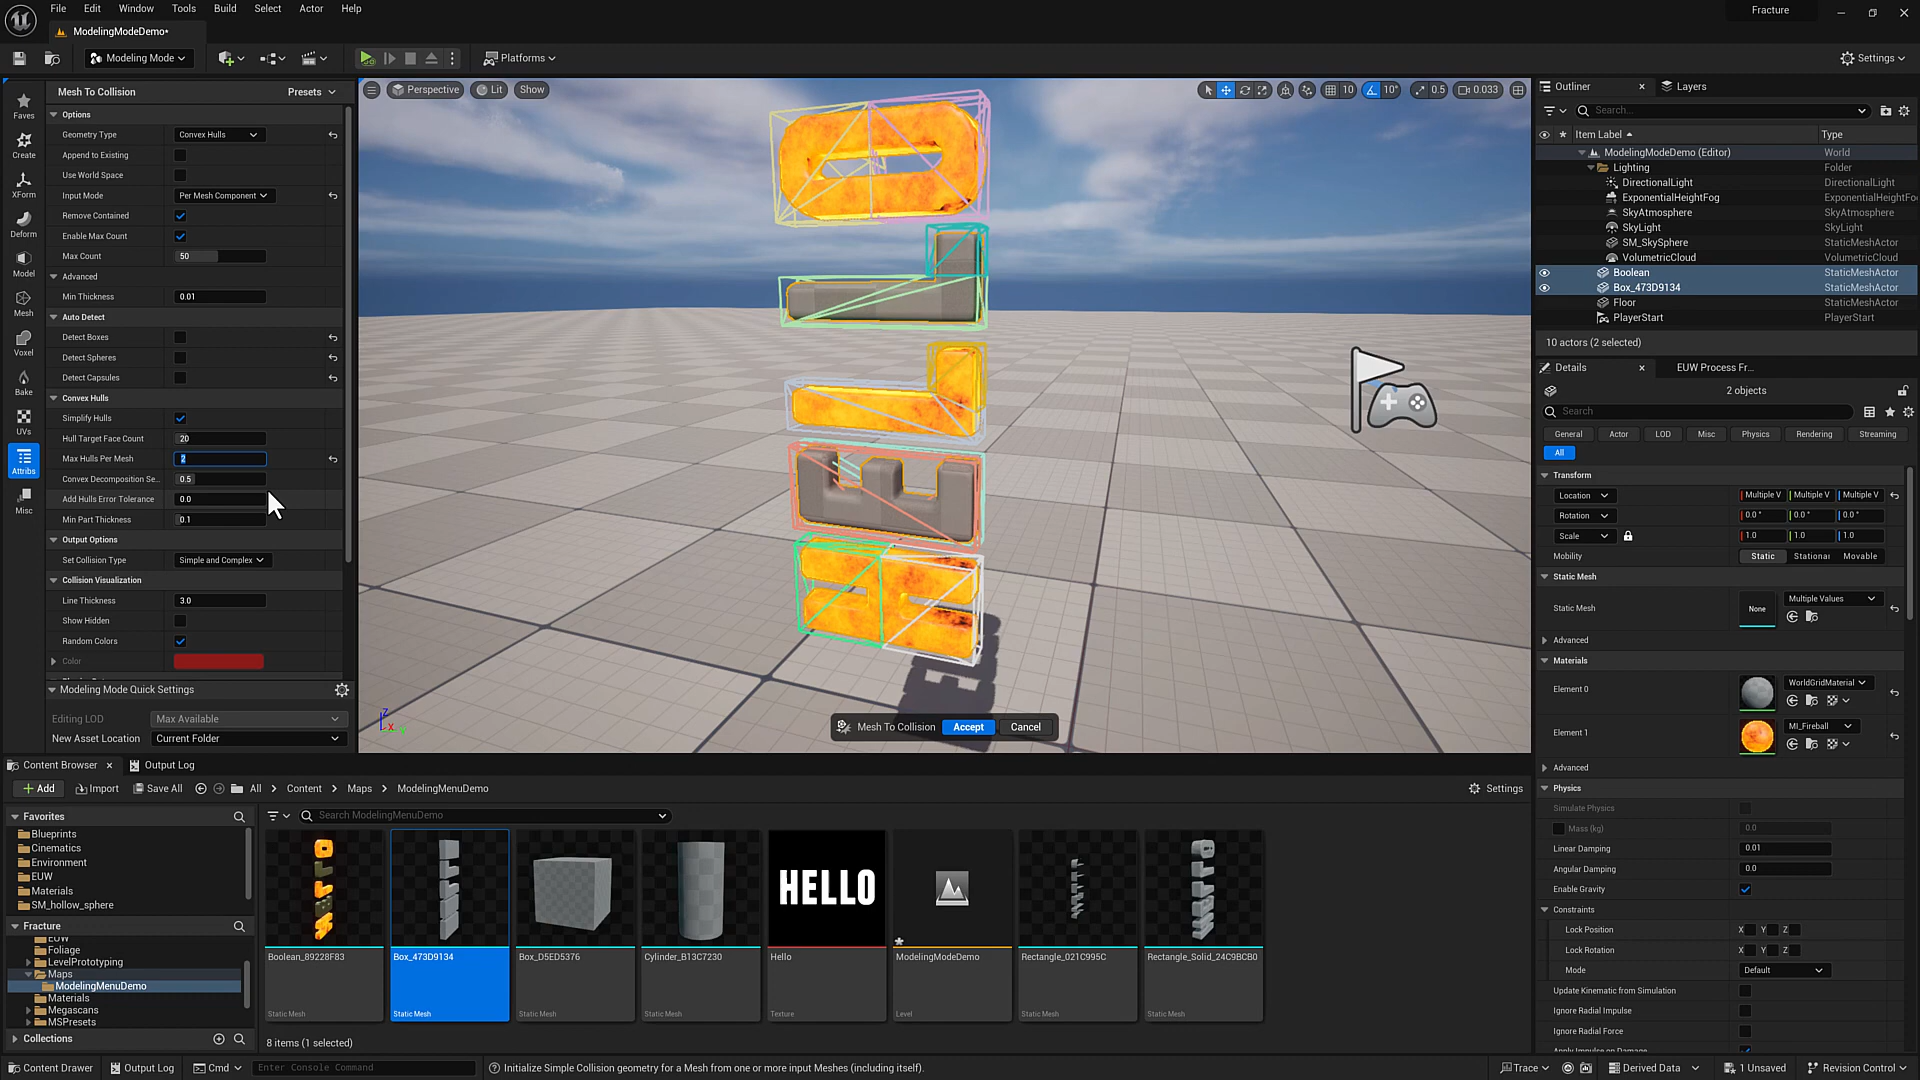 File Edit Window Tools Build Select Actor Help
Fracture
ModelingModeDemo*
Modeling Mode
Platforms
Settings
Mesh To Collision
Presets
Faves
Create
XForm
Deform
Model
Mesh
Voxel
Bake
UVs
Attribs
Misc
Options
Geometry Type Convex Hulls
Append to Existing
Use World Space
Input Mode Per Mesh Component
Remove Contained
Enable Max Count
Max Count 50
Advanced
Min Thickness 0.01
Auto Detect
Detect Boxes
Detect Spheres
Detect Capsules
Convex Hulls
Simplify Hulls
Hull Target Face Count 20
Max Hulls Per Mesh 2
Convex Decomposition Se... 0.5
Add Hulls Error Tolerance 0.0
Min Part Thickness 0.1
Output Options
Set Collision Type Simple and Complex
Collision Visualization
Line Thickness 3.0
Show Hidden
Random Colors
Color
Modeling Mode Quick Settings
Editing LOD Max Available
New Asset Location Current Folder
Perspective Lit Show
10 10° 0.5 0.033
Mesh To Collision Accept Cancel
Outliner Layers
Search...
Item Label Type
ModelingModeDemo (Editor) World
Lighting Folder
DirectionalLight DirectionalLight
ExponentialHeightFog ExponentialHeightFo
SkyAtmosphere SkyAtmosphere
SkyLight SkyLight
SM_SkySphere StaticMeshActor
VolumetricCloud VolumetricCloud
Boolean StaticMeshActor
Box_473D9134 StaticMeshActor
Floor StaticMeshActor
PlayerStart PlayerStart
10 actors (2 selected)
Details EUW Process Fr...
2 objects
Search
General Actor LOD Misc Physics Rendering Streaming
All
Transform
Location Multiple V Multiple V Multiple V
Rotation 0.0 ° 0.0 ° 0.0 °
Scale 1.0 1.0 1.0
Mobility Static Stationar Movable
Static Mesh
Static Mesh None Multiple Values
Advanced
Materials
Element 0 WorldGridMaterial
Element 1 MI_Fireball
Advanced
Physics
Simulate Physics
Mass (kg) 0.0
Linear Damping 0.01
Angular Damping 0.0
Enable Gravity
Constraints
Lock Position X Y Z
Lock Rotation X Y Z
Mode Default
Update Kinematic from Simulation
Ignore Radial Impulse
Ignore Radial Force
Apply Impulse on Damage
Content Browser Output Log
Add Import Save All All Content Maps ModelingMenuDemo Settings
Favorites
Blueprints
Cinematics
Environment
EUW
Materials
SM_hollow_sphere
Fracture
EUW
Foliage
LevelPrototyping
Maps
ModelingMenuDemo
Materials
Megascans
MSPresets
Collections
Search ModelingMenuDemo
HELLO
Boolean_89228F83
Static Mesh
Box_473D9134
Static Mesh
Box_D5ED5376
Static Mesh
Cylinder_B13C7230
Static Mesh
Hello
Texture
ModelingModeDemo
Level
Rectangle_021C995C
Static Mesh
Rectangle_Solid_24C9BCB0
Static Mesh
8 items (1 selected)
Content Drawer Output Log Cmd Enter Console Command Initialize Simple Collision geometry for a Mesh from one or more input Meshes (including itself). Trace Derived Data 1 Unsaved Revision Control